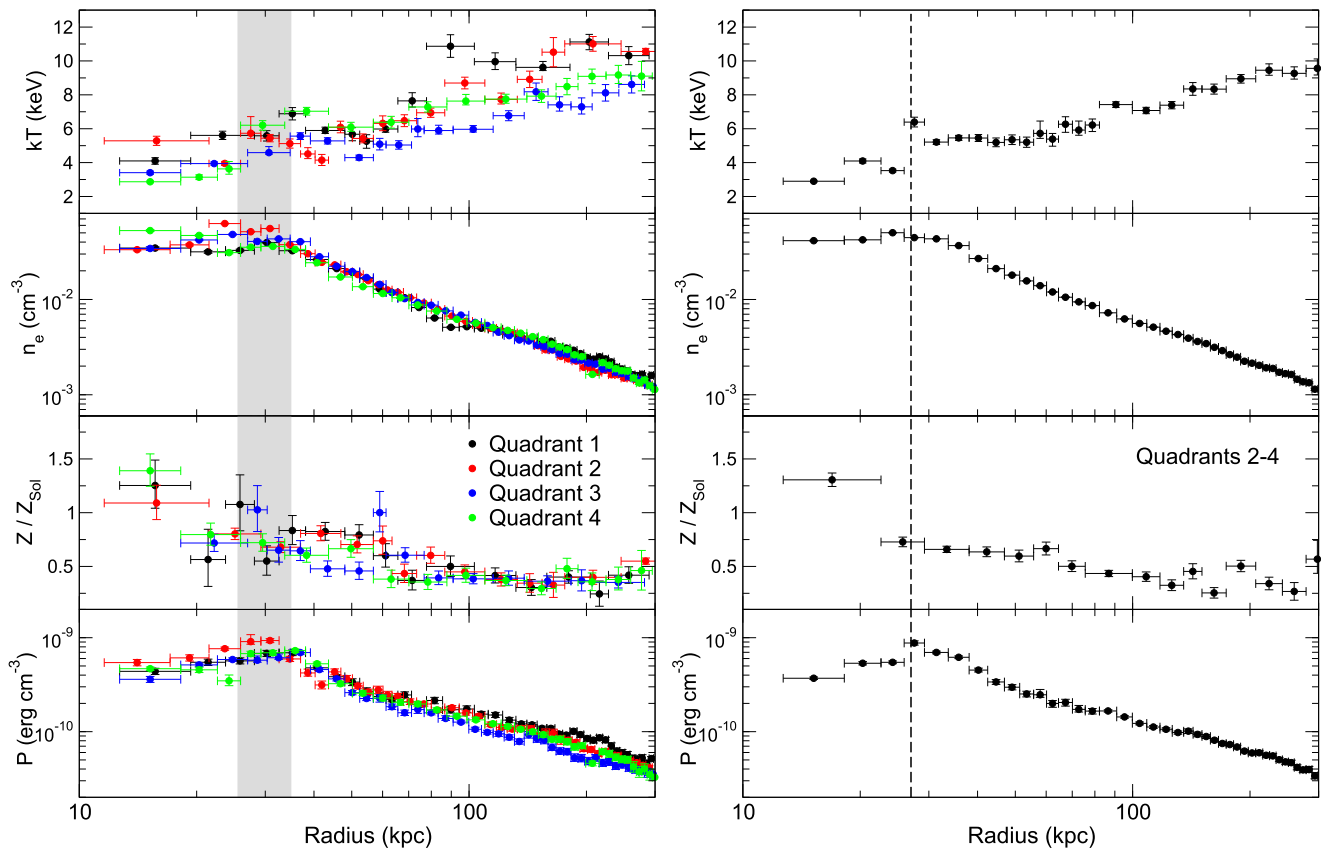 12
10
8
6
4
2
kT (keV)
10⁻²
10⁻³
nₑ (cm⁻³)
1.5
1
0.5
Z / Z_Sol
Quadrant 1
Quadrant 2
Quadrant 3
Quadrant 4
10⁻⁹
10⁻¹⁰
P (erg cm⁻³)
10
100
Radius (kpc)
12
10
8
6
4
2
kT (keV)
10⁻²
10⁻³
nₑ (cm⁻³)
1.5
1
0.5
Z / Z_Sol
Quadrants 2-4
10⁻⁹
10⁻¹⁰
P (erg cm⁻³)
10
100
Radius (kpc)